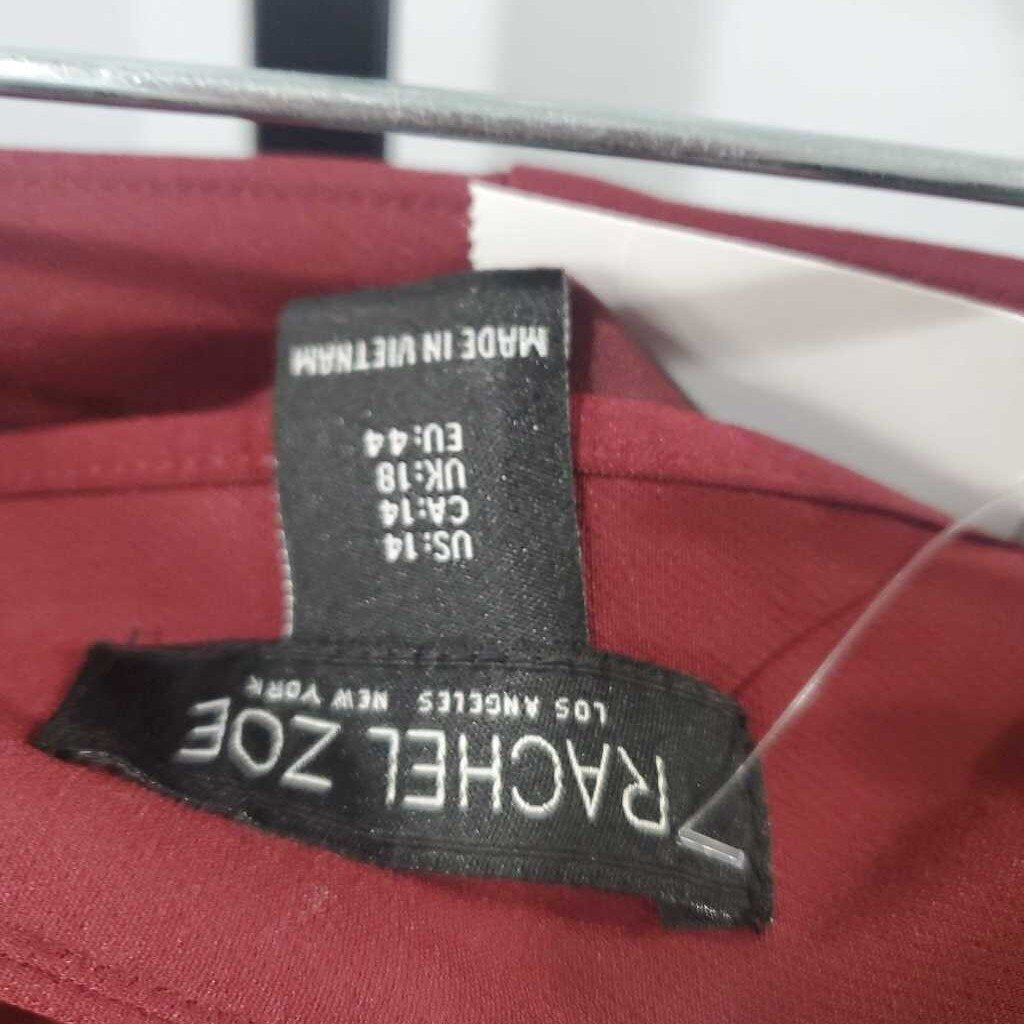 RACHEL ZOE
LOS ANGELES NEW YORK
US:14
CA:14
UK:18
EU:44
MADE IN VIETNAM